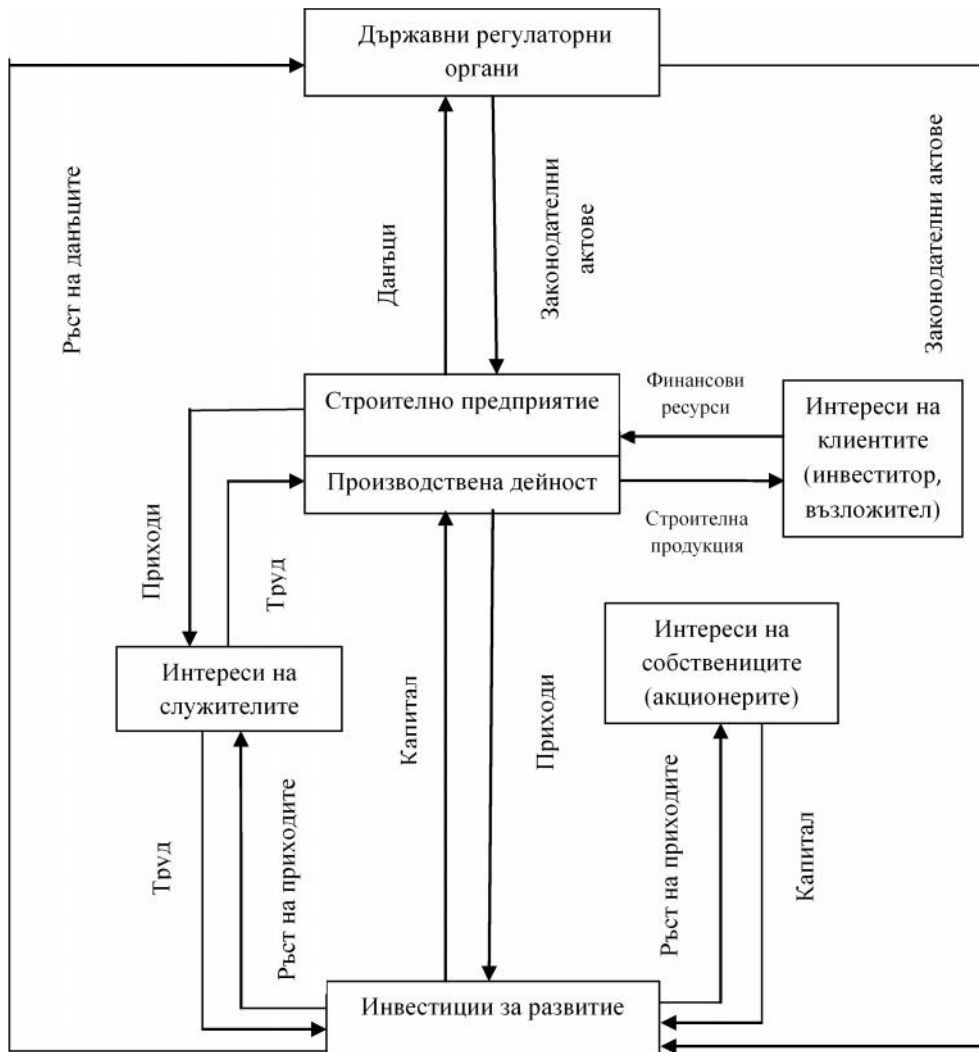 Държавни регулаторни
органи
Ръст на данъците
Данъци
Законодателни
актове
Законодателни актове
Строително предприятие
Производствена дейност
Финансови
ресурси
Строителна
продукция
Интереси на
клиентите
(инвеститор,
възложител)
Приходи
Труд
Интереси на
служителите
Капитал
Приходи
Интереси на
собствениците
(акционерите)
Труд
Ръст на приходите
Ръст на приходите
Капитал
Инвестиции за развитие